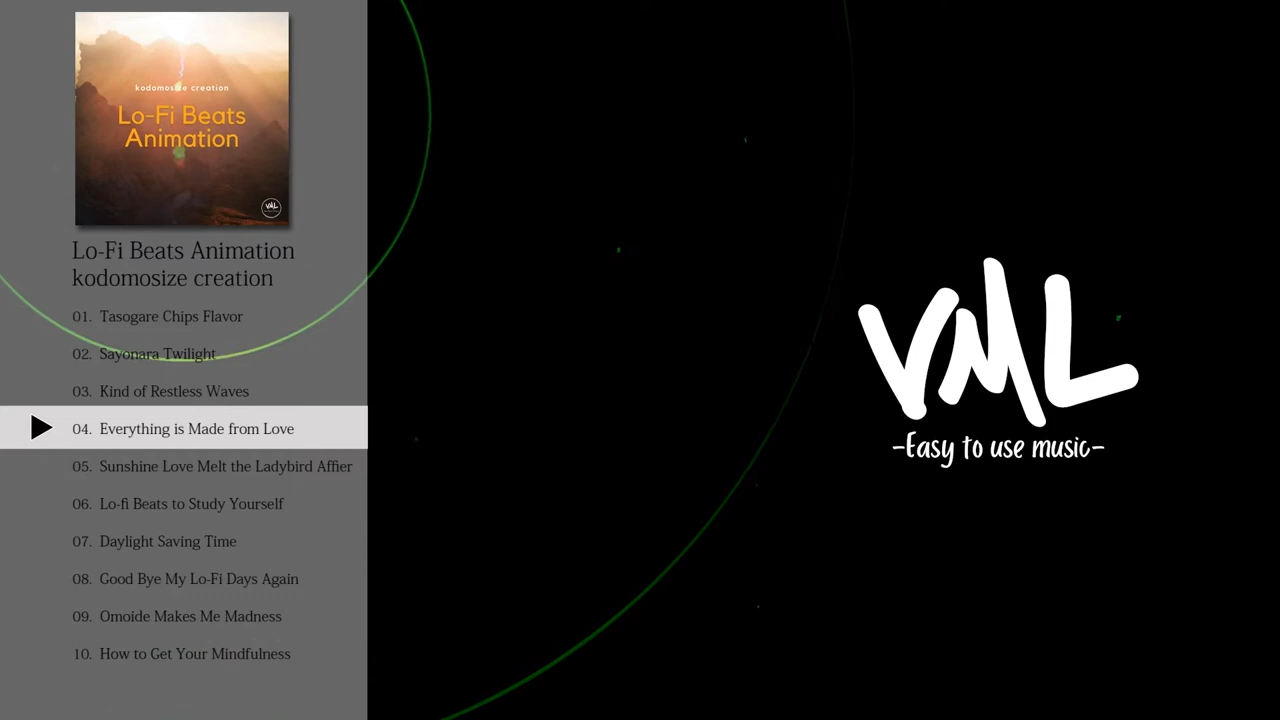 kodomosize creation
Lo-Fi Beats
Animation
VML
Lo-Fi Beats Animation
kodomosize creation
01. Tasogare Chips Flavor
02. Sayonara Twilight
03. Kind of Restless Waves
04. Everything is Made from Love
05. Sunshine Love Melt the Ladybird Affier
06. Lo-fi Beats to Study Yourself
07. Daylight Saving Time
08. Good Bye My Lo-Fi Days Again
09. Omoide Makes Me Madness
10. How to Get Your Mindfulness
VML
-Easy to use music-